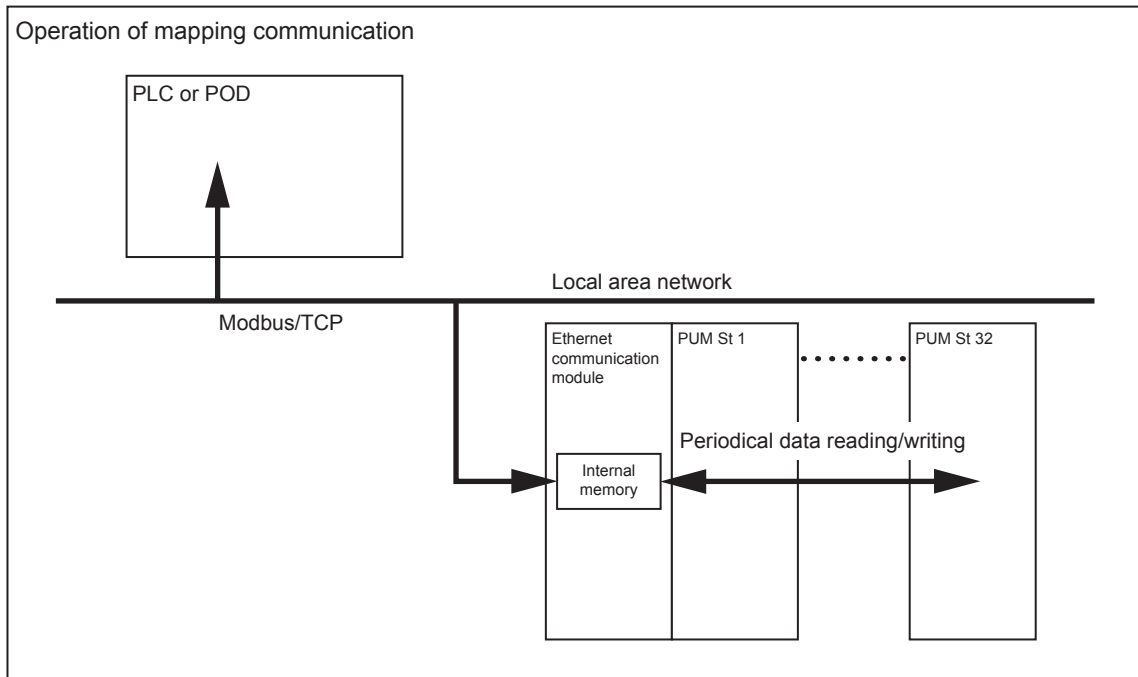 Operation of mapping communication
PLC or POD
Local area network
Modbus/TCP
Ethernet
communication
module
PUM St 1
PUM St 32
Periodical data reading/writing
Internal
memory